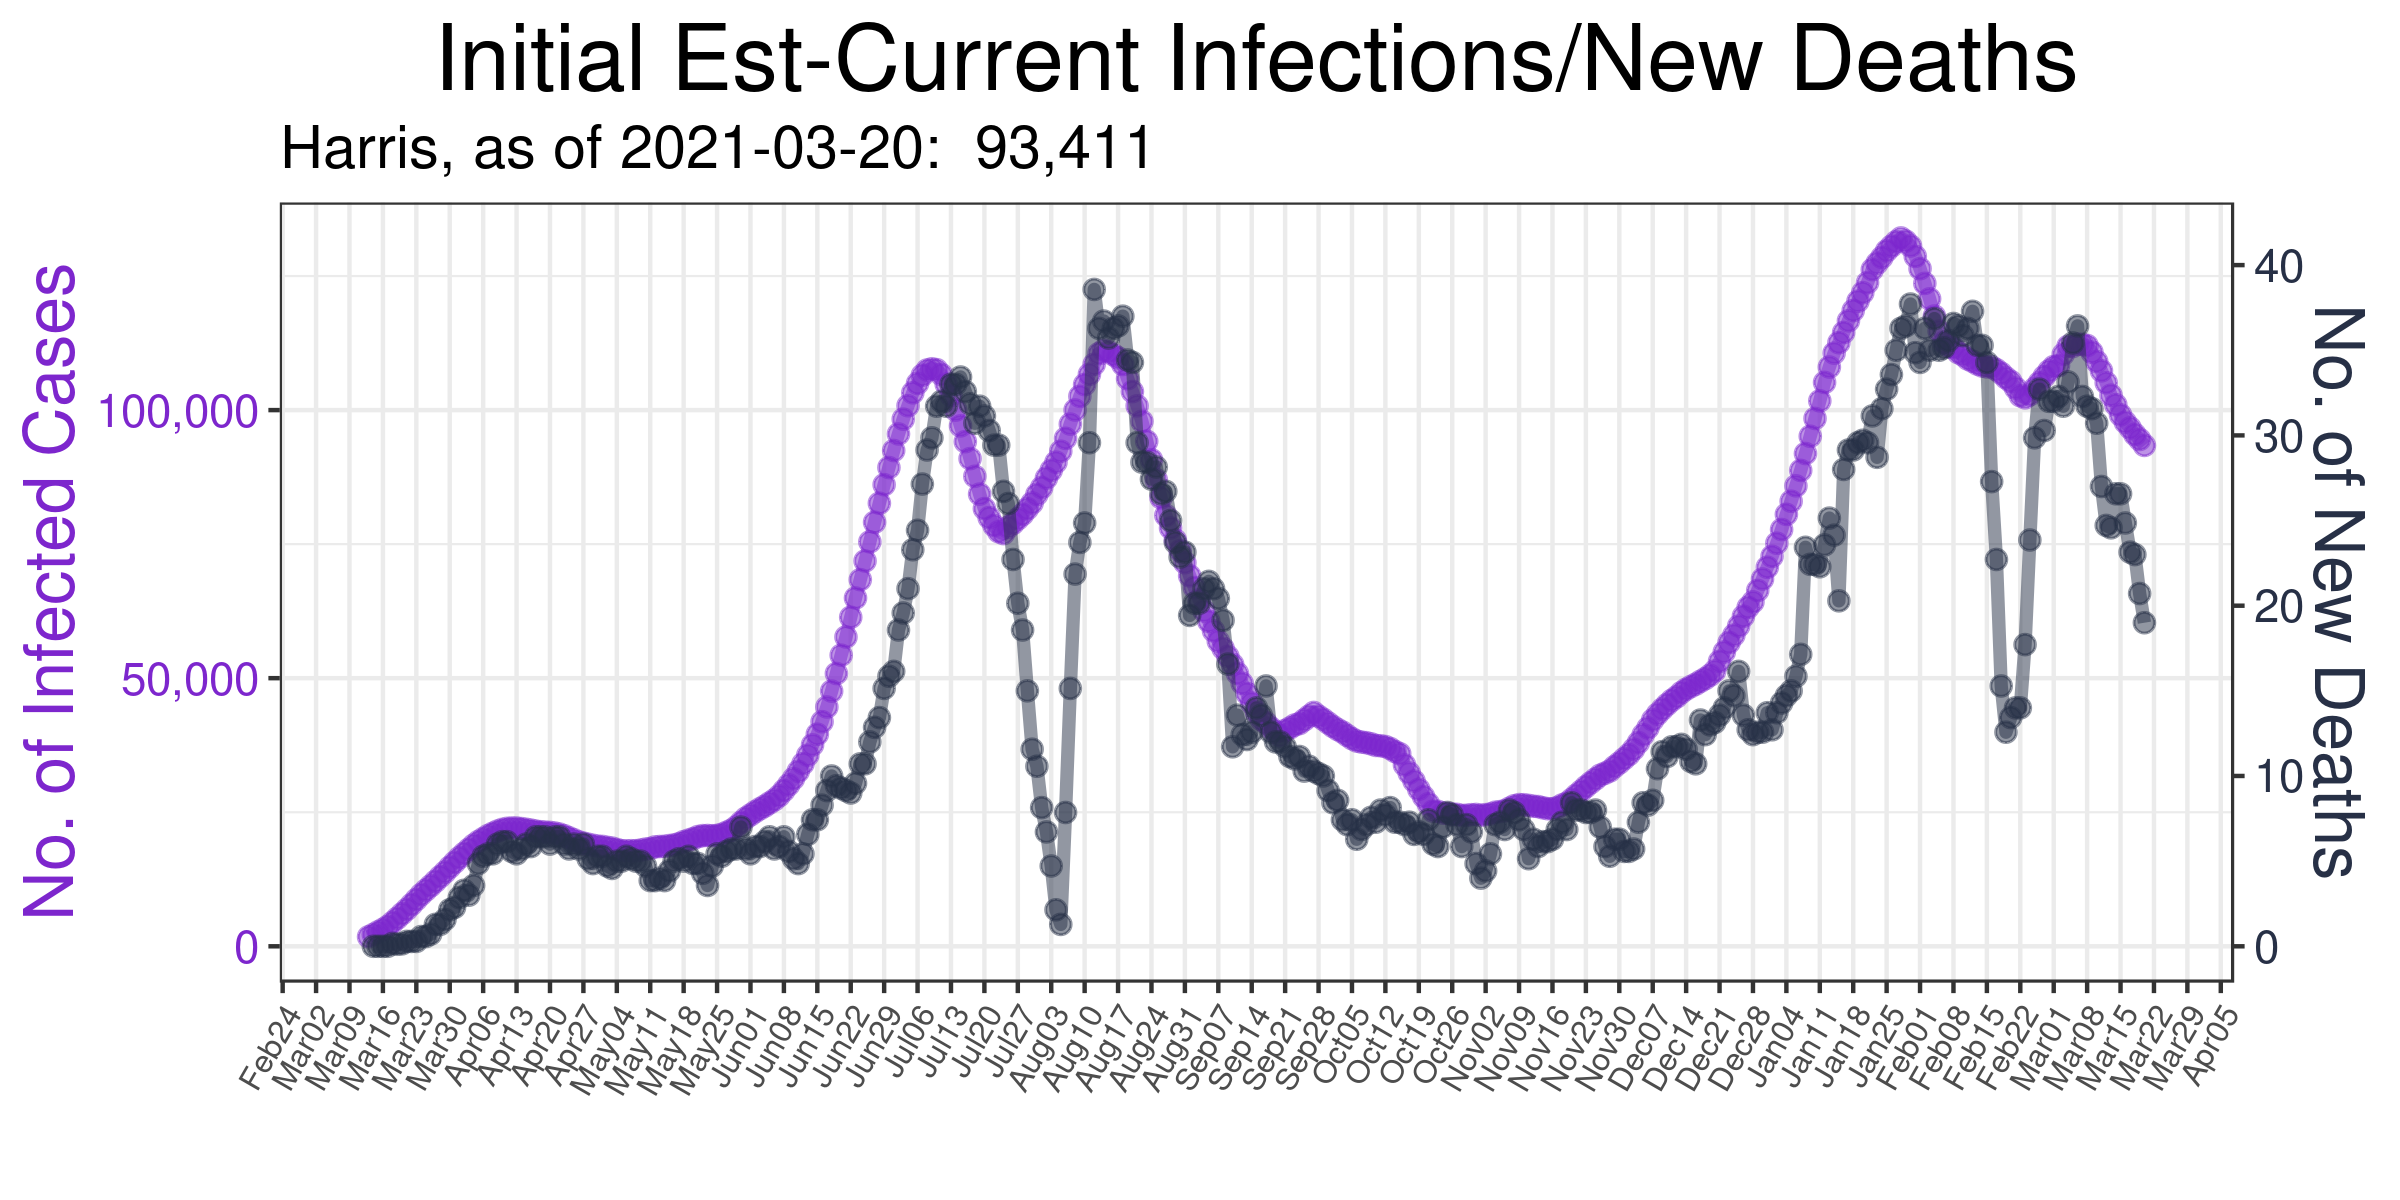 Initial Est-Current Infections/New Deaths
Harris, as of 2021-03-20:  93,411
No. of Infected Cases
100,000
50,000
0
40
30
20
10
0
No. of New Deaths
Feb24
Mar02
Mar09
Mar16
Mar23
Mar30
Apr06
Apr13
Apr20
Apr27
May04
May11
May18
May25
Jun01
Jun08
Jun15
Jun22
Jun29
Jul06
Jul13
Jul20
Jul27
Aug03
Aug10
Aug17
Aug24
Aug31
Sep07
Sep14
Sep21
Sep28
Oct05
Oct12
Oct19
Oct26
Nov02
Nov09
Nov16
Nov23
Nov30
Dec07
Dec14
Dec21
Dec28
Jan04
Jan11
Jan18
Jan25
Feb01
Feb08
Feb15
Feb22
Mar01
Mar08
Mar15
Mar22
Mar29
Apr05